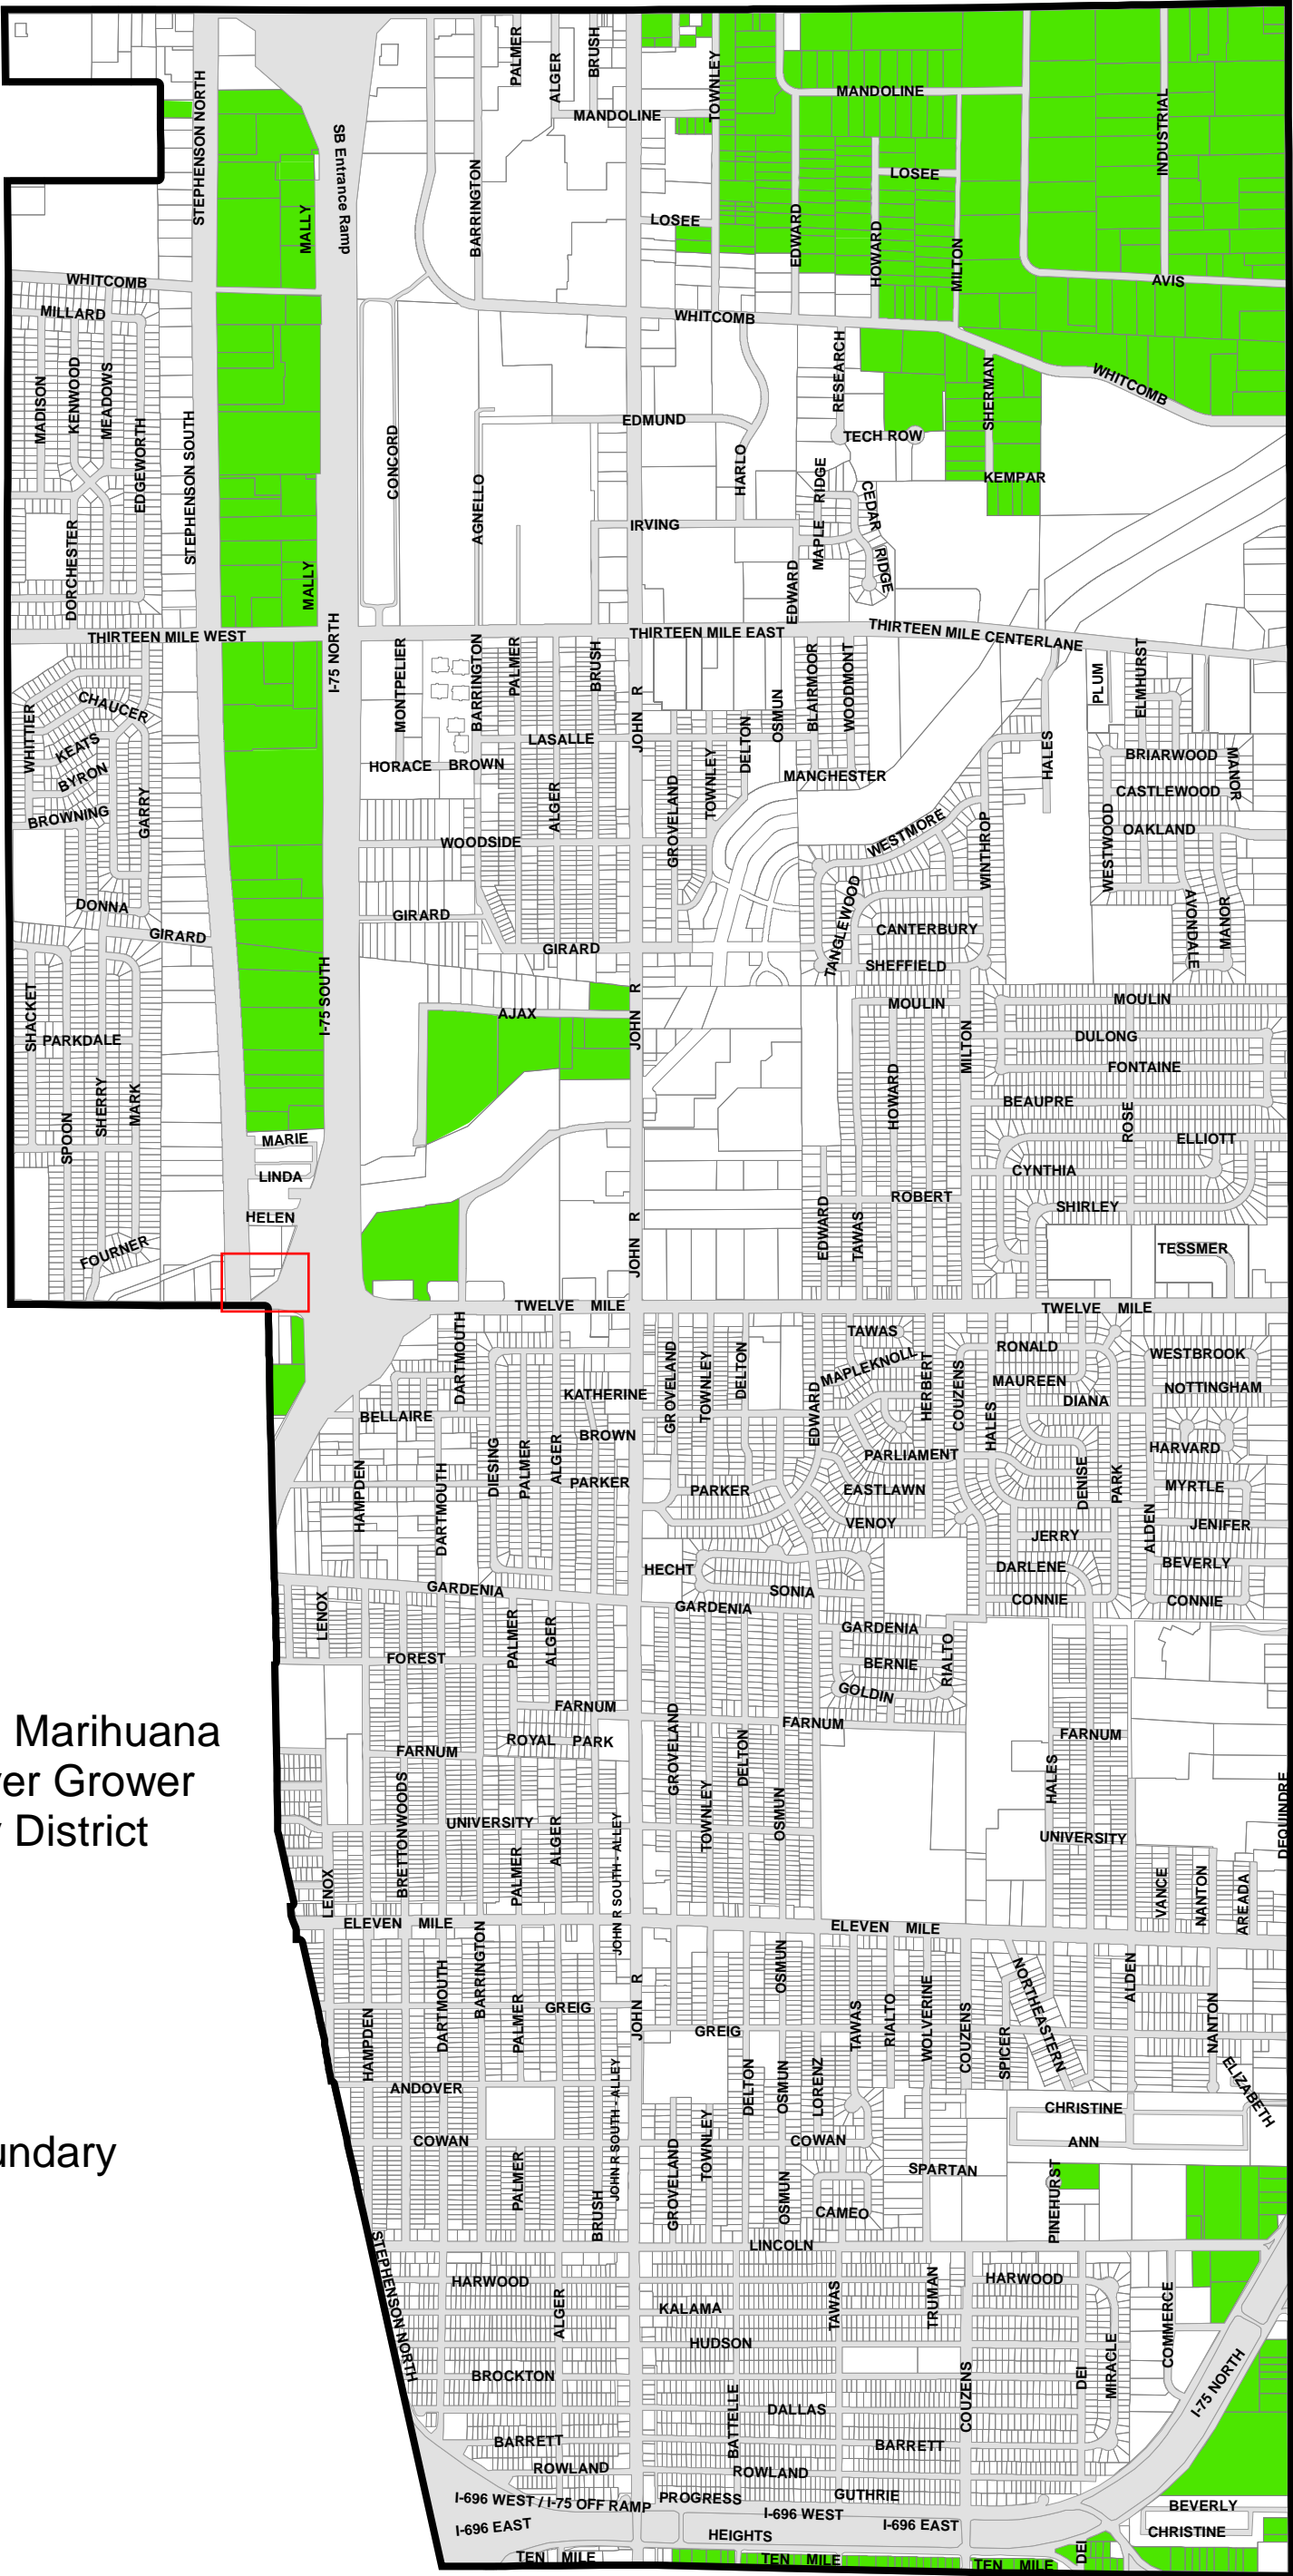 PALMER
ALGER
BRUSH
TOWNLEY
STEPHENSON NORTH
SB Entrance Ramp
MANDOLINE
MANDOLINE
INDUSTRIAL
LOSEE
MALLY
BARRINGTON
LOSEE
EDWARD
HOWARD
MILTON
WHITCOMB
AVIS
MILLARD
WHITCOMB
MADISON
KENWOOD
MEADOWS
EDGEWORTH
STEPHENSON SOUTH
CONCORD
EDMUND
RESEARCH
SHERMAN
WHITCOMB
TECH ROW
HARLO
AGNELLO
MAPLE RIDGE
CEDAR RIDGE
KEMPAR
IRVING
DORCHESTER
MALLY
EDWARD
THIRTEEN MILE WEST
I-75 NORTH
THIRTEEN MILE EAST
THIRTEEN MILE CENTERLANE
MONTPELIER
BARRINGTON
PALMER
BRUSH
JOHN R
OSMUN
BLAIRMOOR
WOODMONT
PLUM
ELMHURST
WHITTIER
CHAUCER
KEATS
BYRON
BROWNING
GARRY
LASALLE
DELTON
HALES
BRIARWOOD
MANOR
HORACE BROWN
MANCHESTER
CASTLEWOOD
ALGER
GROVELAND
TOWNLEY
WESTMORE
WINTHROP
WESTWOOD
OAKLAND
WOODSIDE
DONNA
GIRARD
GIRARD
GIRARD
TANGLEWOOD
CANTERBURY
SHEFFIELD
AVONDALE
MANOR
SHACKET
PARKDALE
I-75 SOUTH
AJAX
JOHN R
MOULIN
MOULIN
MILTON
DULONG
FONTAINE
SPOON
SHERRY
MARK
HOWARD
BEAUPRE
ROSE
ELLIOTT
MARIE
LINDA
CYNTHIA
HELEN
EDWARD
TAWAS
ROBERT
SHIRLEY
FOURNER
JOHN R
TESSMER
TWELVE MILE
TWELVE MILE
DARTMOUTH
GROVELAND
TOWNLEY
DELTON
TAWAS
MAPLEKNOLL
EDWARD
HERBERT
COUZENS
HALES
RONALD
MAUREEN
DIANA
WESTBROOK
NOTTINGHAM
KATHERINE
BELLAIRE
BROWN
DIESING
PALMER
ALGER
PARLIAMENT
HARVARD
HAMPDEN
DARTMOUTH
PARKER
PARKER
EASTLAWN
DENISE
PARK
MYRTLE
VENOY
ALDEN
JENIFER
JERRY
HECHT
SONIA
DARLENE
BEVERLY
CONNIE
CONNIE
GARDENIA
GARDENIA
LENOX
PALMER
ALGER
GARDENIA
FOREST
BERNIE
RIALTO
GOLDIN
FARNUM
FARNUM
FARNUM
Marihuana
ROYAL PARK
FARNUM
GROVELAND
DELTON
er Grower
BRETTONWOODS
HALES
DEQUINDRE
District
UNIVERSITY
ALGER
TOWNLEY
OSMUN
UNIVERSITY
LENOX
PALMER
JOHN R SOUTH - ALLEY
VANCE
NANTON
AREADA
ELEVEN MILE
ELEVEN MILE
DARTMOUTH
BARRINGTON
JOHN R
OSMUN
NORTHEASTERN
ALDEN
HAMPDEN
PALMER
GREIG
GREIG
TAWAS
RIALTO
WOLVERINE
COUZENS
SPICER
NANTON
ELIZABETH
ANDOVER
JOHN R SOUTH - ALLEY
DELTON
OSMUN
LORENZ
CHRISTINE
undary
COWAN
COWAN
ANN
PALMER
BRUSH
GROVELAND
TOWNLEY
OSMUN
CAMEO
SPARTAN
PINEHURST
LINCOLN
STEPHENSON NORTH
HARWOOD
ALGER
KALAMA
TAWAS
TRUMAN
HARWOOD
COMMERCE
HUDSON
BROCKTON
BATTELLE
DALLAS
COUZENS
DEI
MIRACLE
I-75 NORTH
BARRETT
BARRETT
ROWLAND
ROWLAND
I-696 WEST / I-75 OFF RAMP
PROGRESS
GUTHRIE
I-696 WEST
BEVERLY
I-696 EAST
I-696 EAST
HEIGHTS
CHRISTINE
DEI
TEN MILE
TEN MILE
TEN MILE